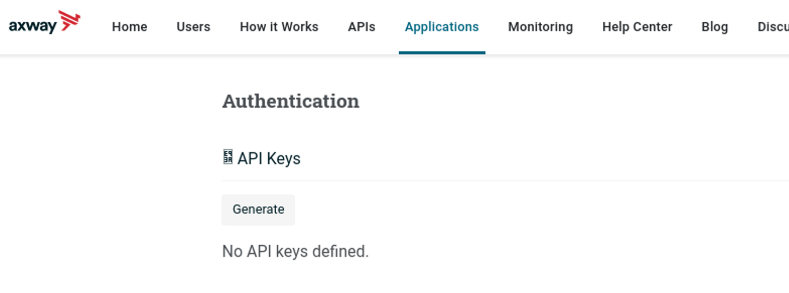 axway Home Users How it Works APIs Applications Monitoring Help Center Blog
Authentication
API Keys
Generate
No API keys defined.